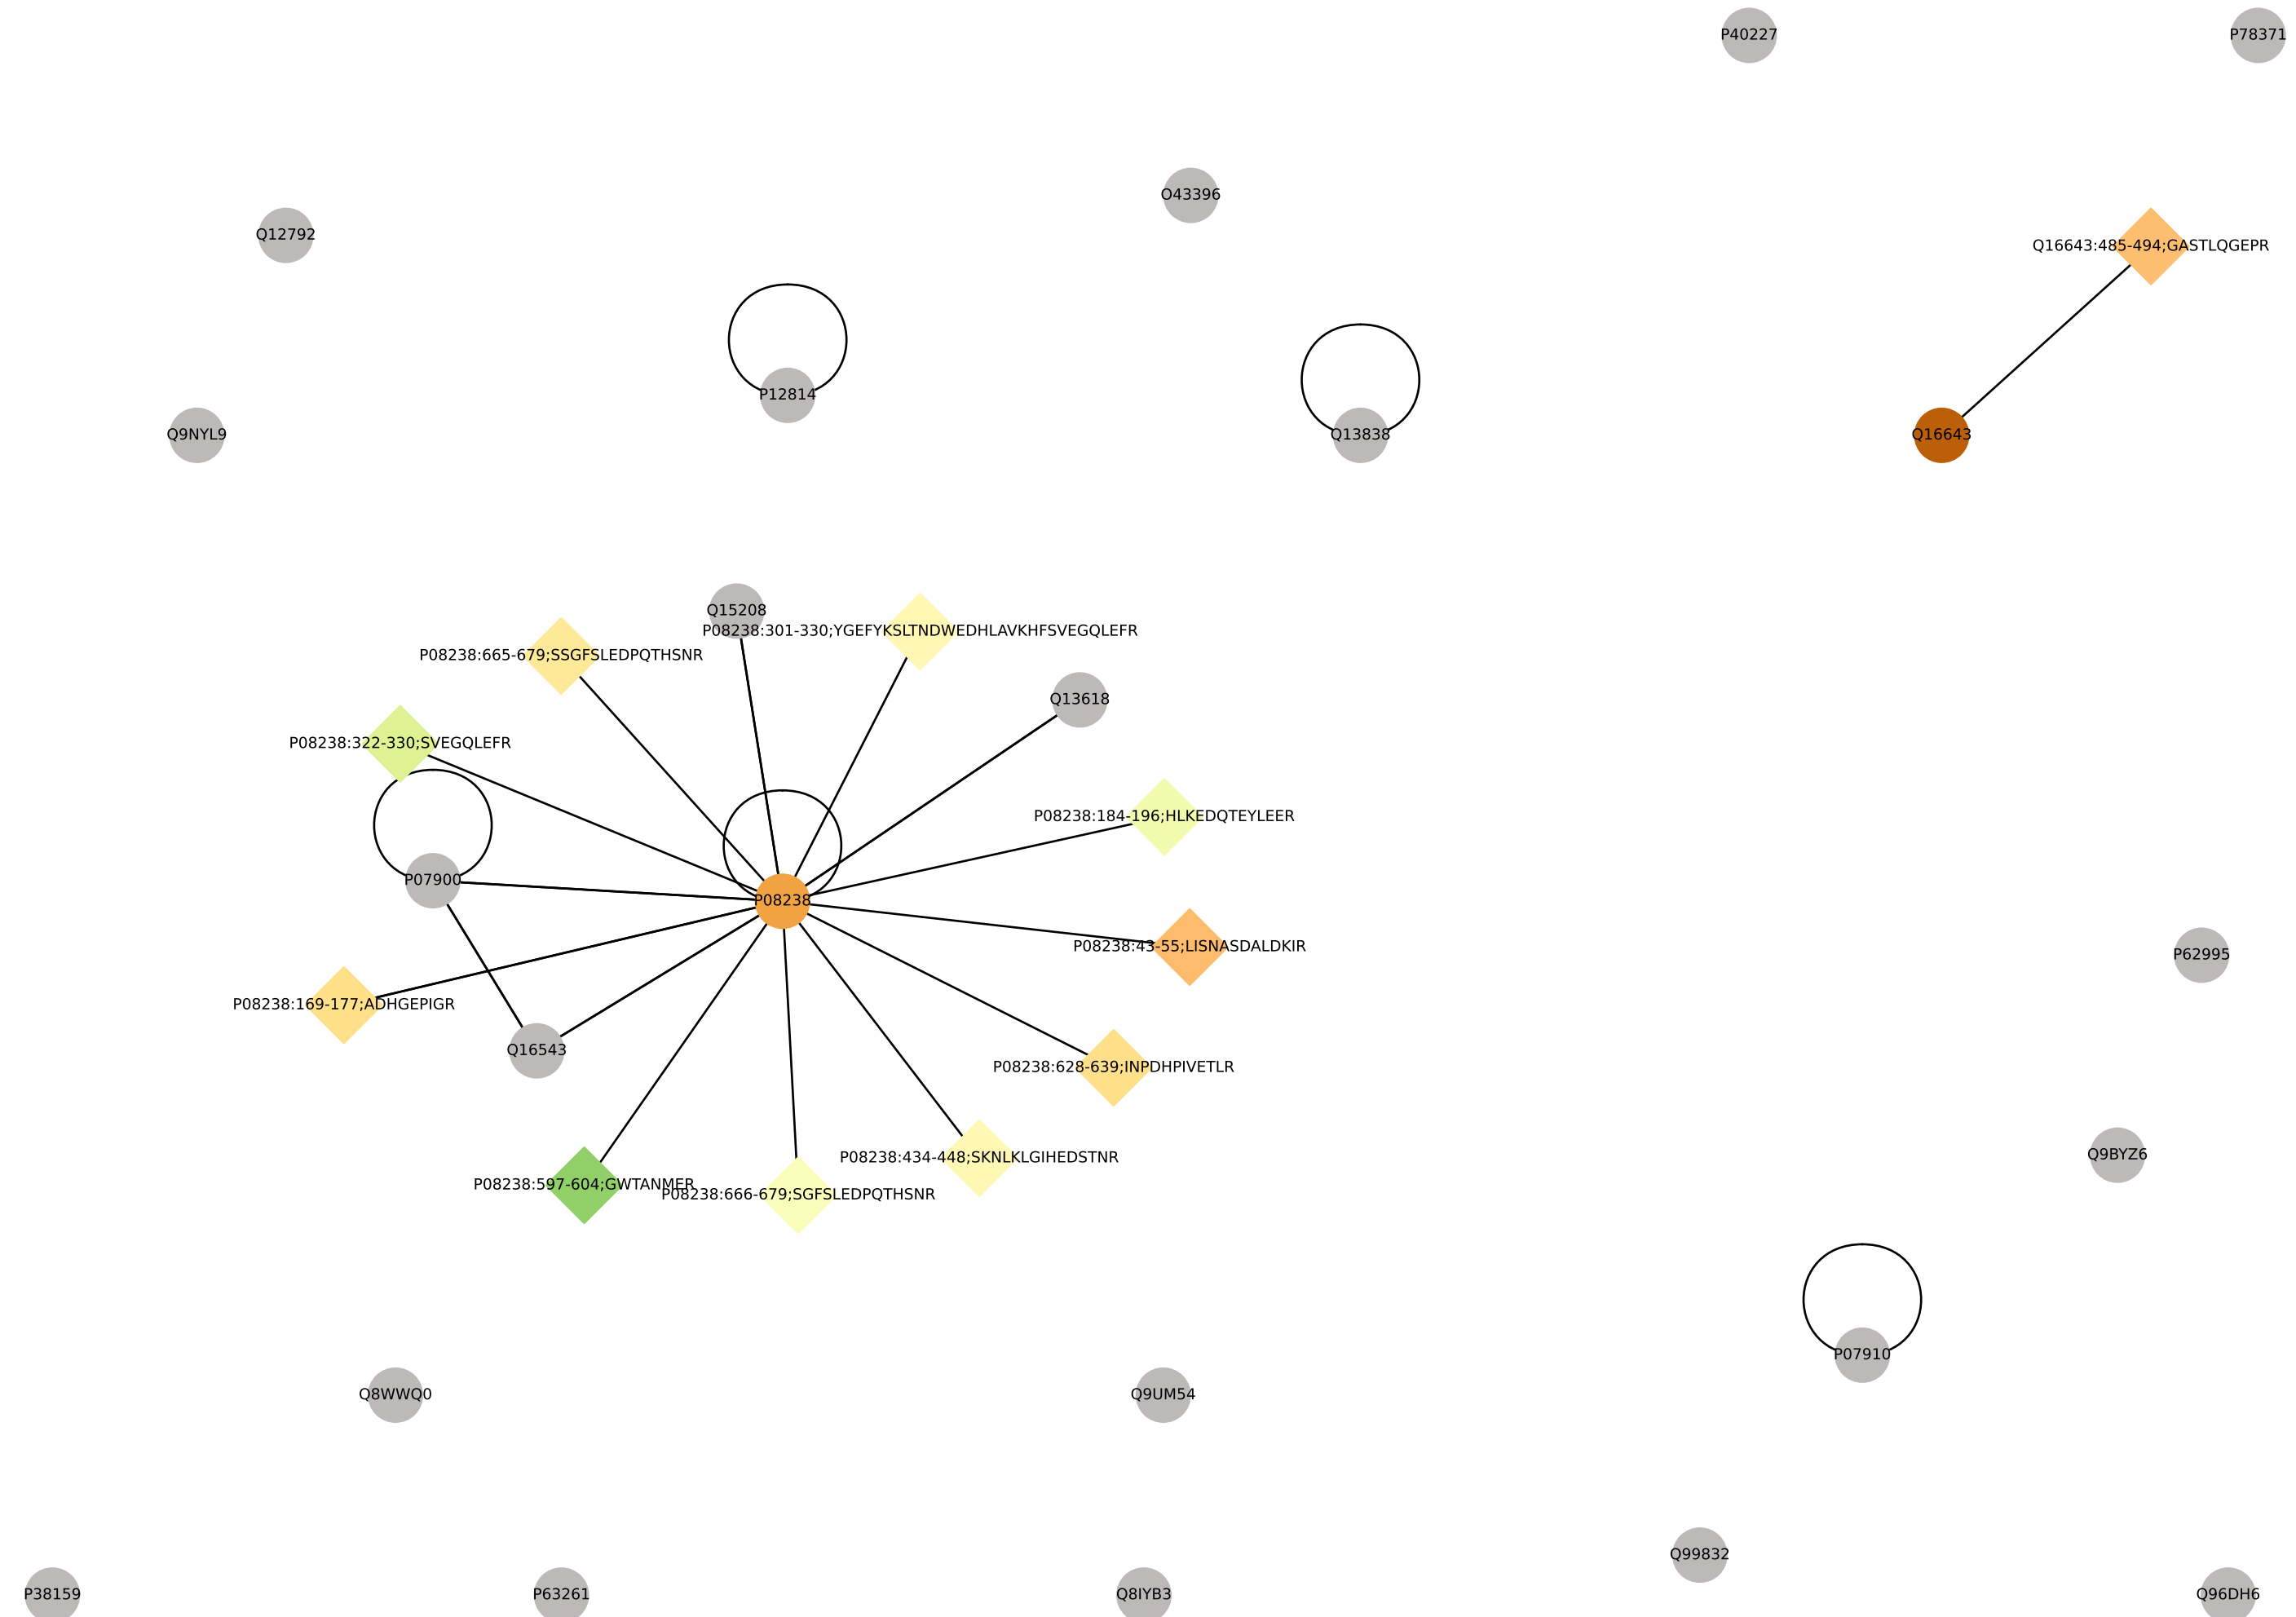 P40227
P78371
O43396
Q12792
Q16643:485-494;GASTLQGEPR
P12814
Q9NYL9
Q13838
Q16643
Q15208
P08238:301-330;YGEFYKSLTNDWEDHLAVKHFSVEGQLEFR
P08238:665-679;SSGFSLEDPQTHSNR
Q13618
P08238:322-330;SVEGQLEFR
P08238:184-196;HLKEDQTEYLEER
P07900
P08238
P08238:43-55;LISNASDALDKIR
P62995
P08238:169-177;ADHGEPIGR
Q16543
P08238:628-639;INPDHPIVETLR
Q9BYZ6
P08238:434-448;SKNLKLGIHEDSTNR
P08238:597-604;GWTANMER
P08238:666-679;SGFSLEDPQTHSNR
P07910
Q8WWQ0
Q9UM54
Q99832
P38159
P63261
Q8IYB3
Q96DH6